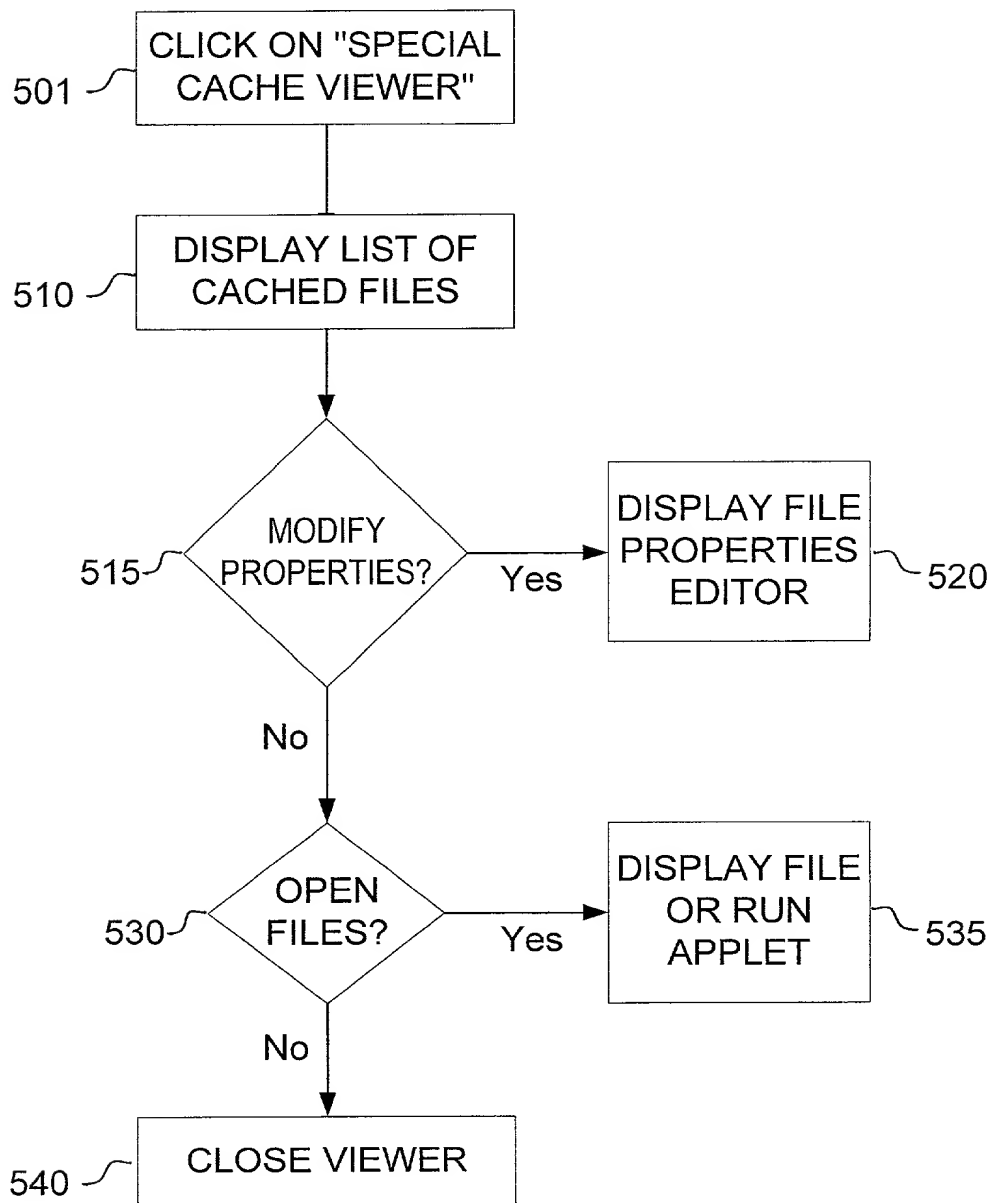 CLICK ON "SPECIAL
CACHE VIEWER"
501
DISPLAY LIST OF
CACHED FILES
510
MODIFY
PROPERTIES?
515
Yes
DISPLAY FILE
PROPERTIES
EDITOR
520
No
OPEN
FILES?
530
Yes
DISPLAY FILE
OR RUN
APPLET
535
No
CLOSE VIEWER
540